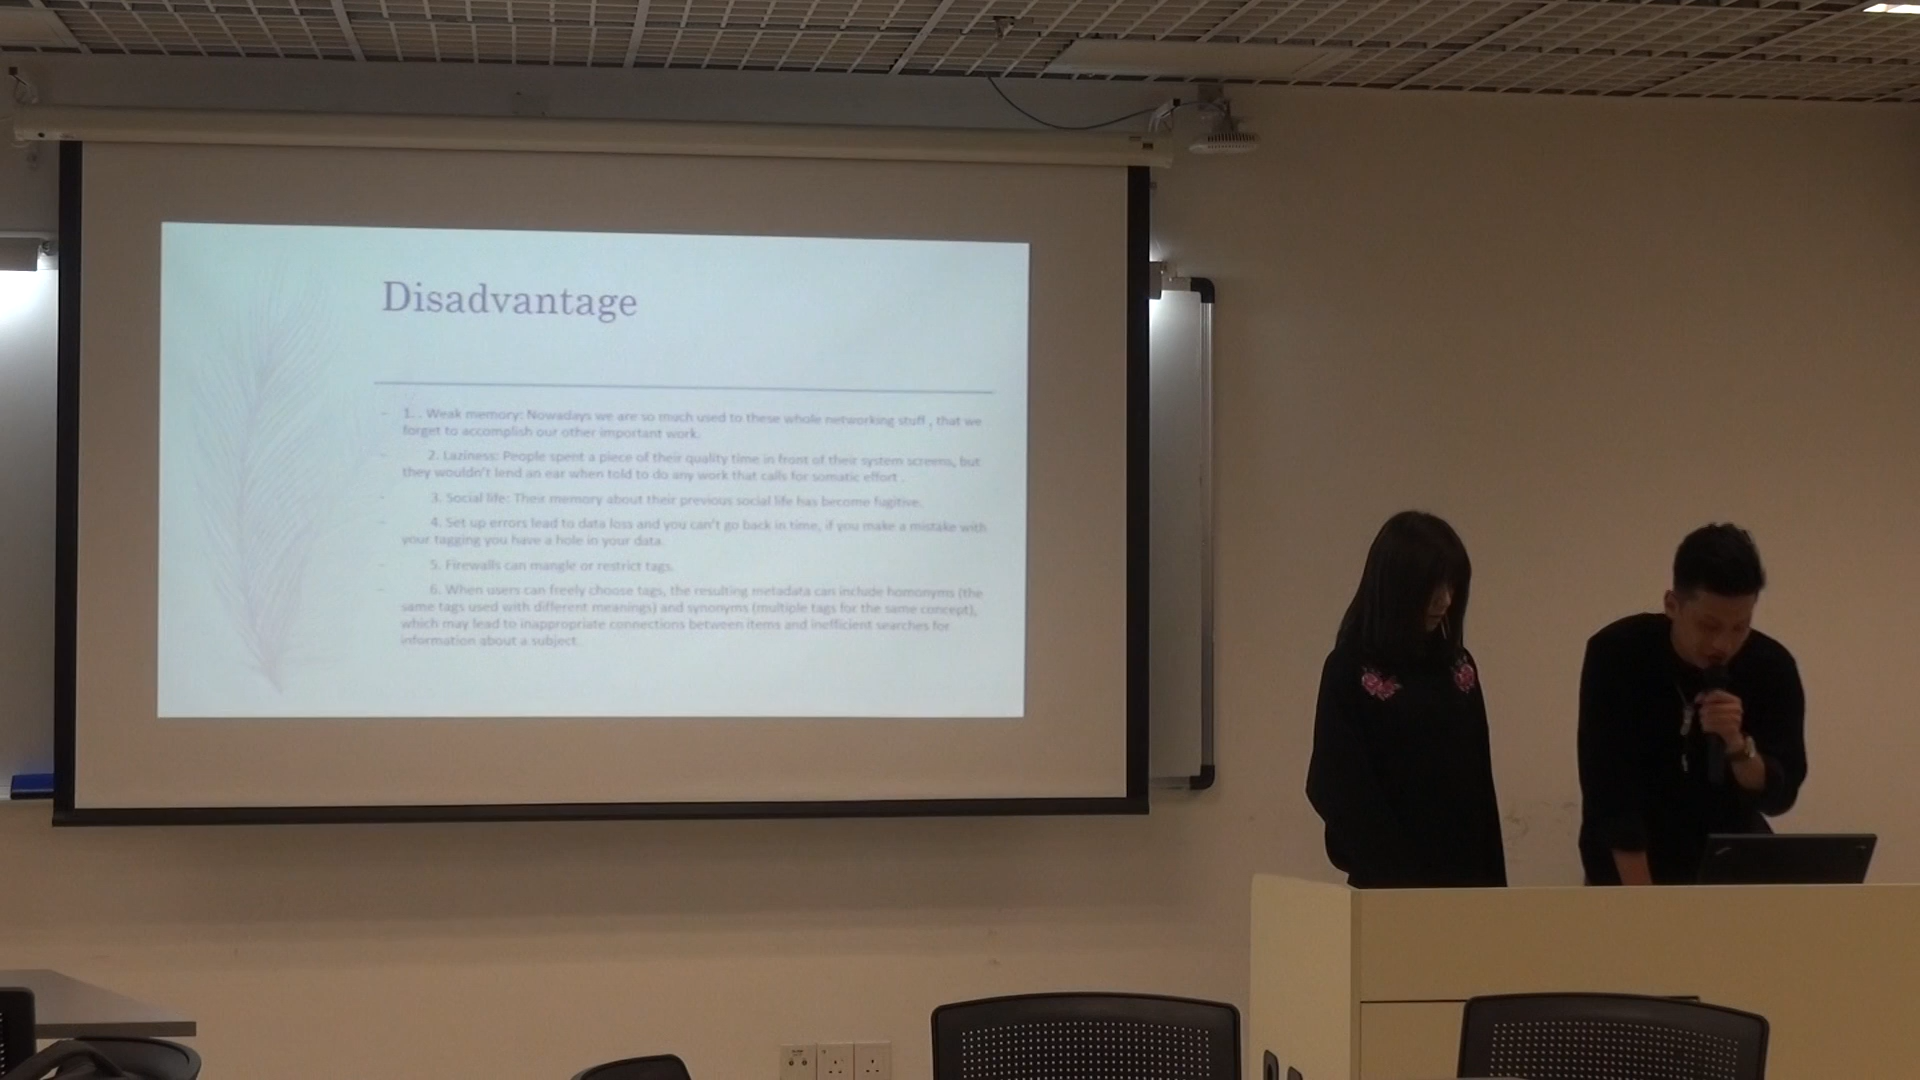 Disadvantage
- 1. . Weak memory: Nowadays we are so much used to these whole networking stuff , that we
forget to accomplish our other important work.
- 2. Laziness: People spent a piece of their quality time in front of their system screens, but
they wouldn't lend an ear when told to do any work that calls for somatic effort .
- 3. Social life: Their memory about their previous social life has become fugitive.
- 4. Set up errors lead to data loss and you can't go back in time, if you make a mistake with
your tagging you have a hole in your data.
- 5. Firewalls can mangle or restrict tags.
- 6. When users can freely choose tags, the resulting metadata can include homonyms (the
same tags used with different meanings) and synonyms (multiple tags for the same concept),
which may lead to inappropriate connections between items and inefficient searches for
information about a subject.